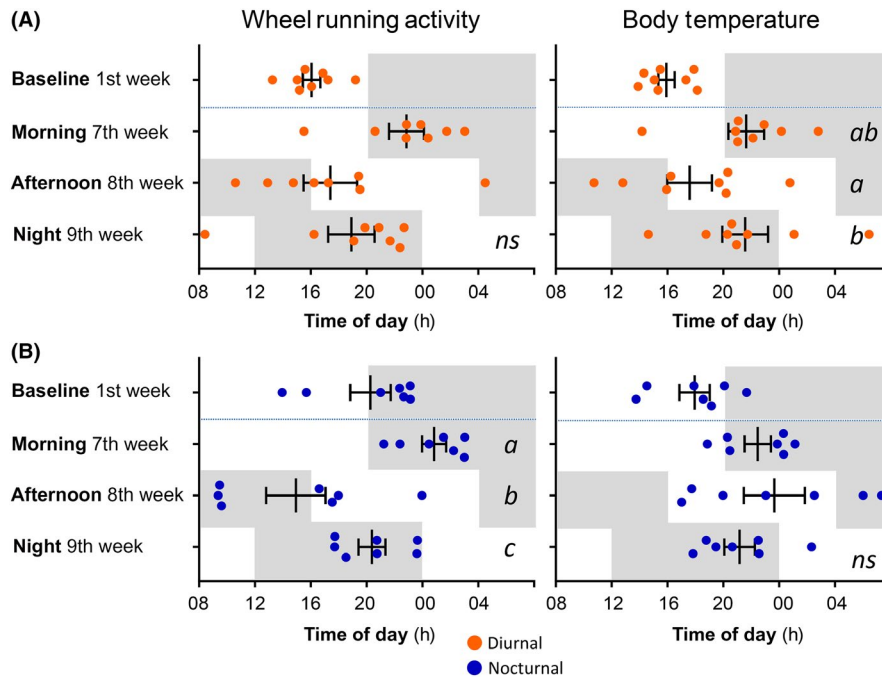 (A) Wheel running activity Body temperature
Baseline 1st week
Morning 7th week ab
Afternoon 8th week a
Night 9th week ns b
08 12 16 20 00 04 08 12 16 20 00 04
Time of day (h) Time of day (h)
(B)
Baseline 1st week
Morning 7th week a
Afternoon 8th week b
Night 9th week c ns
08 12 16 20 00 04 08 12 16 20 00 04
Time of day (h) Time of day (h)
Diurnal
Nocturnal